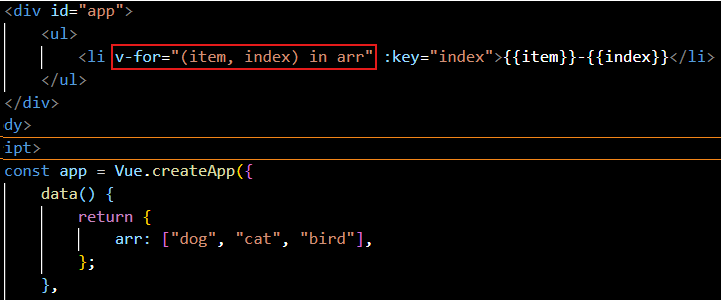 <div id="app">
<ul>
<li v-for="(item, index) in arr" :key="index">{{item}}-{{index}}</li>
</ul>
</div>
dy>
ipt>
const app = Vue.createApp({
data() {
return {
arr: ["dog", "cat", "bird"],
};
},